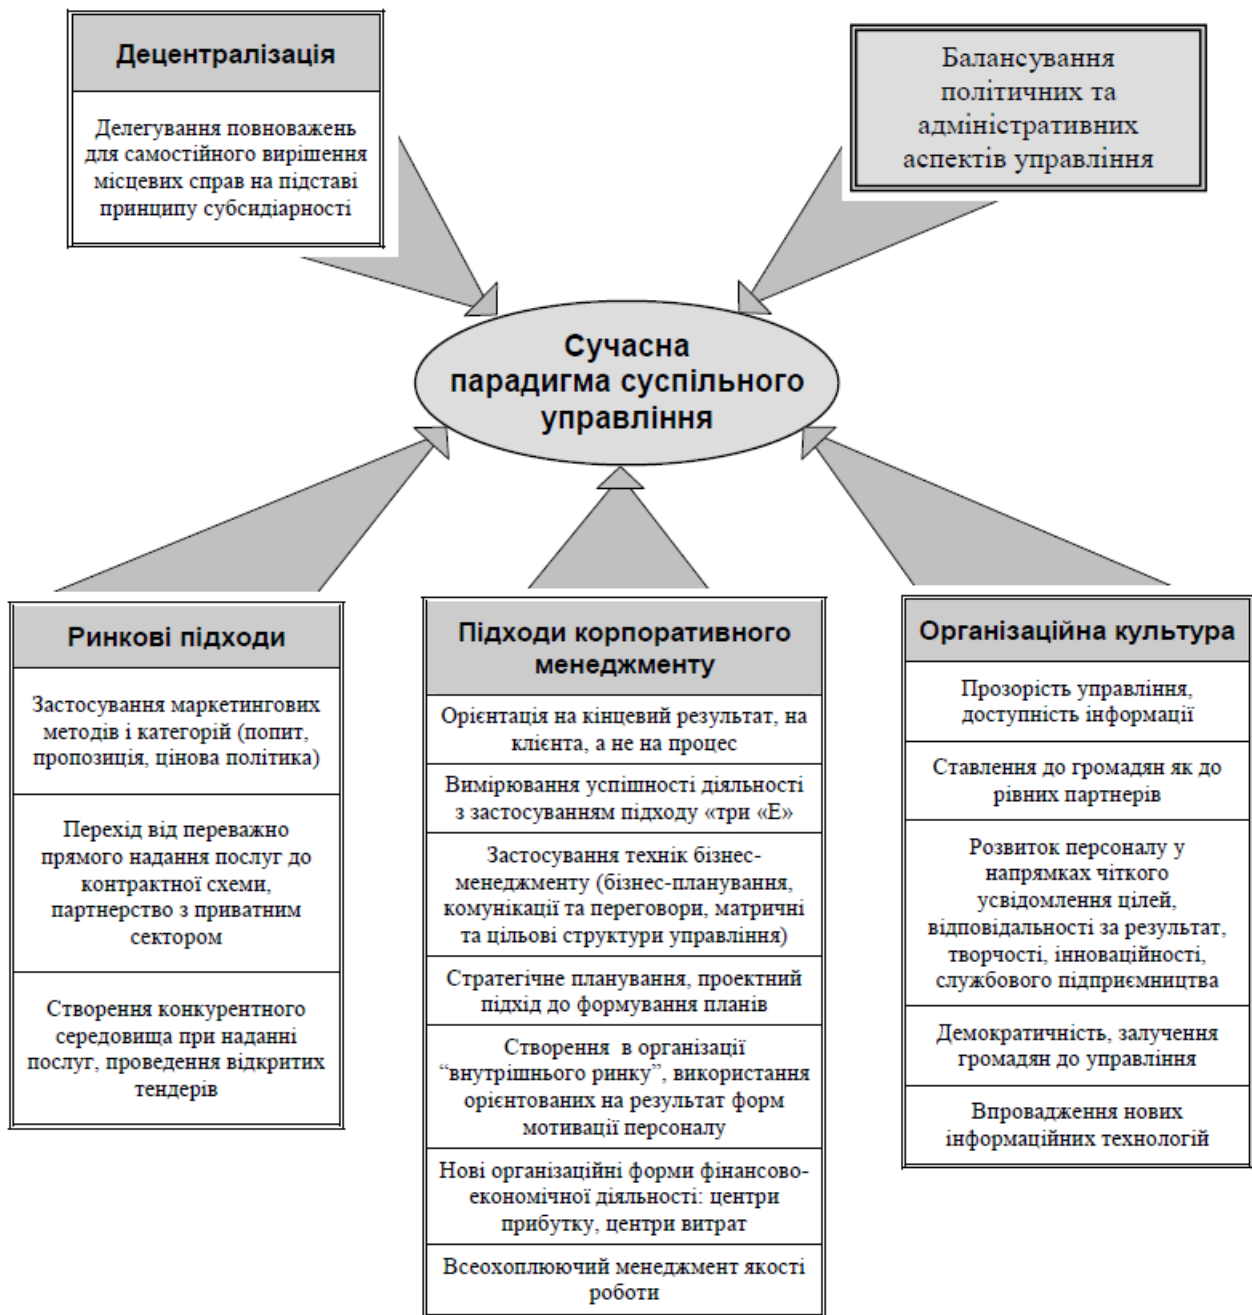 Децентралізація
Делегування повноважень
для самостійного вирішення
місцевих справ на підставі
принципу субсидіарності
Балансування
політичних та
адміністративних
аспектів управління
Сучасна
парадигма суспільного
управління
Ринкові підходи
Застосування маркетингових
методів і категорій (попит,
пропозиція, цінова політика)
Перехід від переважно
прямого надання послуг до
контрактної схеми,
партнерство з приватним
сектором
Створення конкурентного
середовища при наданні
послуг, проведення відкритих
тендерів
Підходи корпоративного
менеджменту
Орієнтація на кінцевий результат, на
клієнта, а не на процес
Вимірювання успішності діяльності
з застосуванням підходу «три «Е»
Застосування технік бізнес-
менеджменту (бізнес-планування,
комунікації та переговори, матричні
та цільові структури управління)
Стратегічне планування, проектний
підхід до формування планів
Створення в організації
“внутрішнього ринку”, використання
орієнтованих на результат форм
мотивації персоналу
Нові організаційні форми фінансово-
економічної діяльності: центри
прибутку, центри витрат
Всеохоплюючий менеджмент якості
роботи
Організаційна культура
Прозорість управління,
доступність інформації
Ставлення до громадян як до
рівних партнерів
Розвиток персоналу у
напрямках чіткого
усвідомлення цілей,
відповідальності за результат,
творчості, інноваційності,
службового підприємництва
Демократичність, залучення
громадян до управління
Впровадження нових
інформаційних технологій